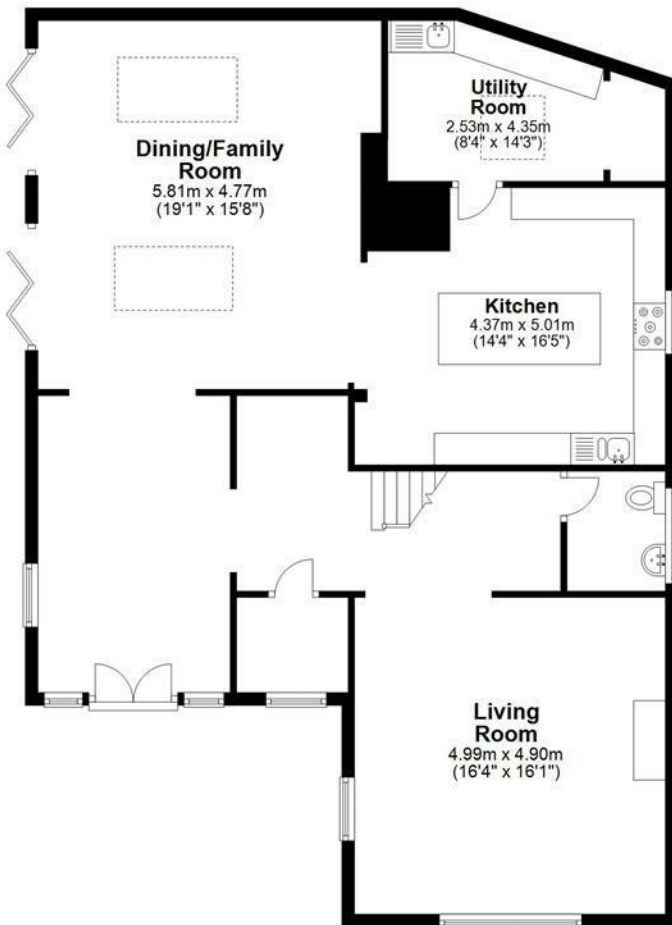 Dining/Family
Room
5.81m x 4.77m
(19'1" x 15'8")
Utility
Room
2.53m x 4.35m
(8'4" x 14'3")
Kitchen
4.37m x 5.01m
(14'4" x 16'5")
Living
Room
4.99m x 4.90m
(16'4" x 16'1")